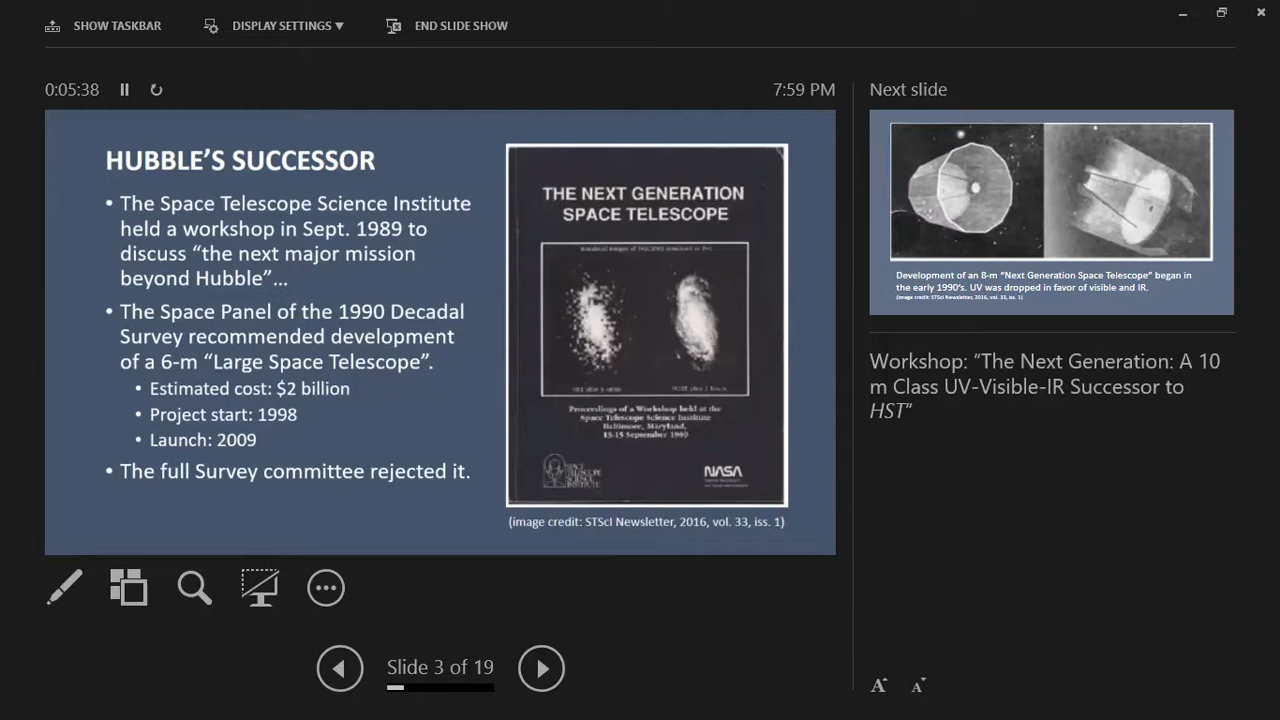 SHOW TASKBAR
DISPLAY SETTINGS ▼
END SLIDE SHOW
0:05:38
7:59 PM
HUBBLE'S SUCCESSOR
• The Space Telescope Science Institute
held a workshop in Sept. 1989 to
discuss “the next major mission
beyond Hubble”...
• The Space Panel of the 1990 Decadal
Survey recommended development
of a 6-m “Large Space Telescope”.
• Estimated cost: $2 billion
• Project start: 1998
• Launch: 2009
• The full Survey committee rejected it.
THE NEXT GENERATION
SPACE TELESCOPE
Proceedings of a Workshop held at the
Space Telescope Science Institute
Baltimore, Maryland,
13-15 September 1989
SPACE
TELESCOPE
SCIENCE
INSTITUTE
NASA
(image credit: STScI Newsletter, 2016, vol. 33, iss. 1)
Slide 3 of 19
Next slide
Development of an 8-m “Next Generation Space Telescope” began in
the early 1990's. UV was dropped in favor of visible and IR.
(image credit: STScI Newsletter, 2016, vol. 33, iss. 1)
Workshop: “The Next Generation: A 10
m Class UV-Visible-IR Successor to
HST”
A A